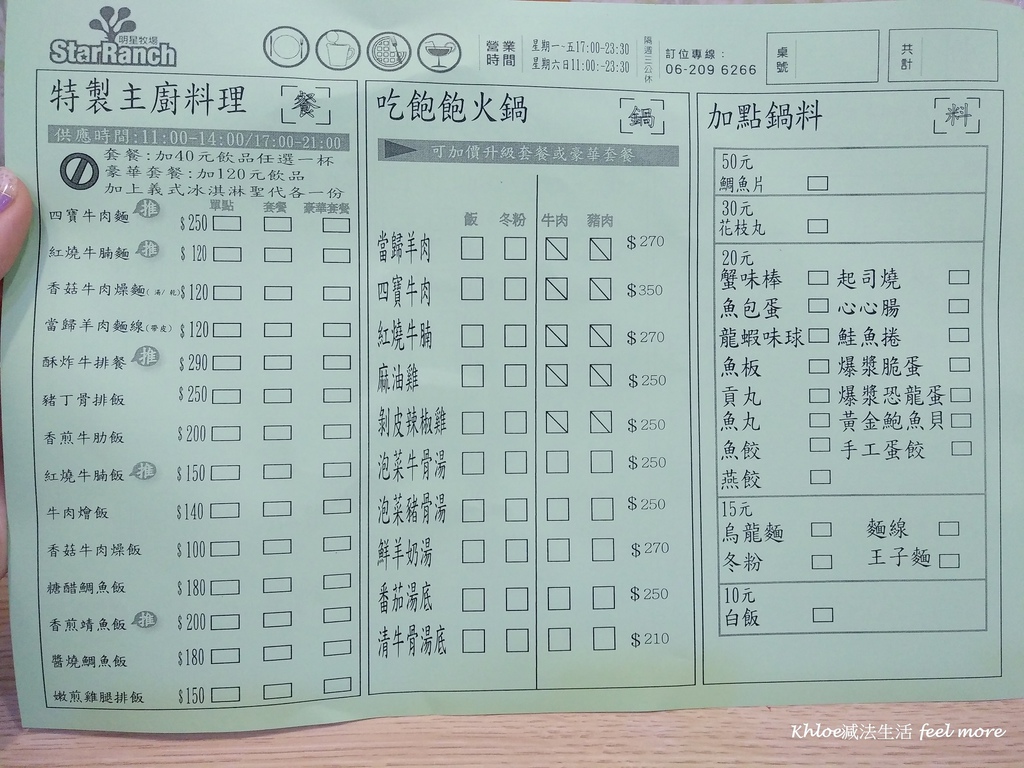 明星牧場
StarRanch
營業時間
星期一~五17:00-23:30
星期六日11:00:-23:30
隔週三公休
訂位專線:
06-209 6266
桌號
共計
特製主廚料理
餐
供應時間:11:00-14:00/17:00-21:00
套餐:加40元飲品任選一杯
豪華套餐:加120元飲品
加上義式冰淇淋聖代各一份
單點 套餐 豪華套餐
四寶牛肉麵 推 $250
紅燒牛腩麵 推 $120
香菇牛肉燥麵(湯/乾) $120
當歸羊肉麵線(帶皮) $120
酥炸牛排餐 推 $290
豬丁骨排飯 $250
香煎牛肋飯 $200
紅燒牛腩飯 推 $150
牛肉燴飯 $140
香菇牛肉燥飯 $100
糖醋鯛魚飯 $180
香煎鯖魚飯 推 $200
醬燒鯛魚飯 $180
嫩煎雞腿排飯 $150
吃飽飽火鍋
鍋
可加價升級套餐或豪華套餐
飯 冬粉 牛肉 豬肉
當歸羊肉 $270
四寶牛肉 $350
紅燒牛腩 $270
麻油雞 $250
剝皮辣椒雞 $250
泡菜牛骨湯 $250
泡菜豬骨湯 $250
鮮羊奶湯 $270
番茄湯底 $250
清牛骨湯底 $210
加點鍋料
料
50元
鯛魚片
30元
花枝丸
20元
蟹味棒 起司燒
魚包蛋 心心腸
龍蝦味球 鮭魚捲
魚板 爆漿脆蛋
貢丸 爆漿恐龍蛋
魚丸 黃金鮑魚貝
魚餃 手工蛋餃
燕餃
15元
烏龍麵 麵線
冬粉 王子麵
10元
白飯
Khloe減法生活 feel more